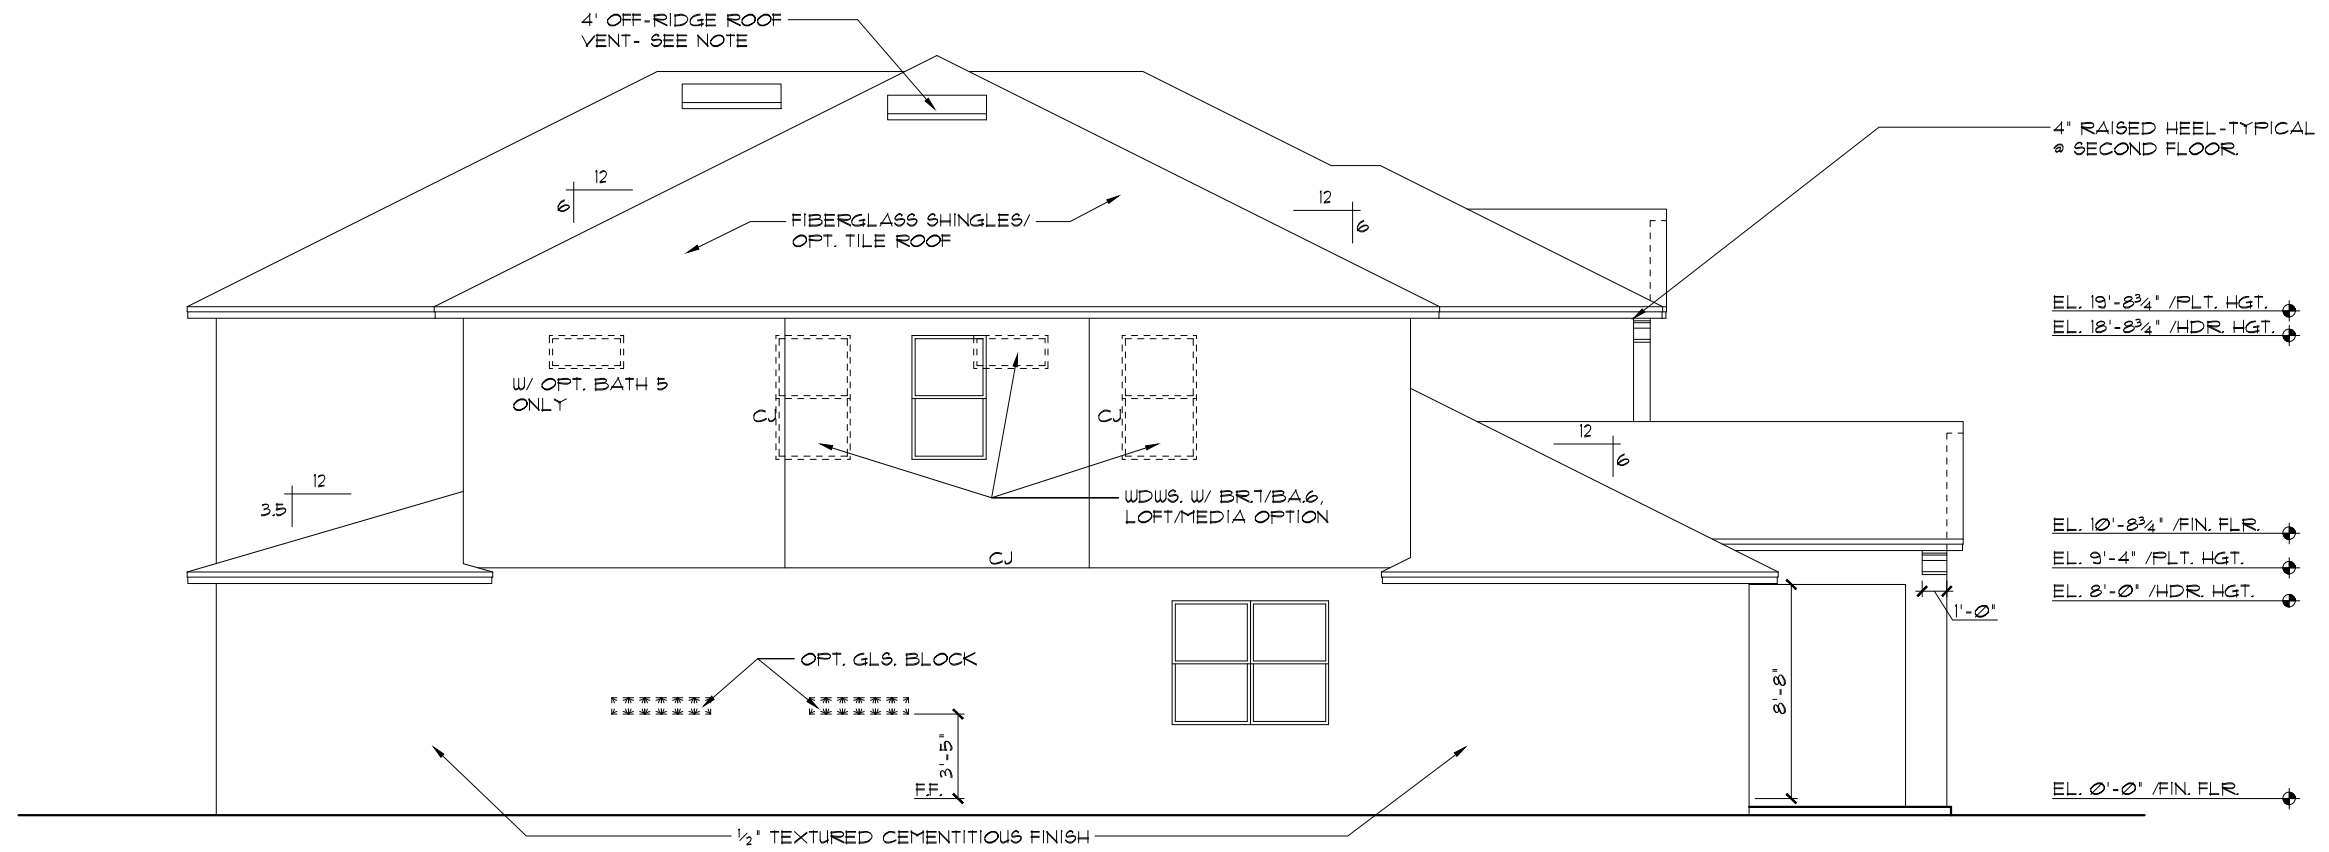 4' OFF-RIDGE ROOF
VENT- SEE NOTE
4" RAISED HEEL-TYPICAL
@ SECOND FLOOR.
12
6
12
6
FIBERGLASS SHINGLES/
OPT. TILE ROOF
EL. 19'-8¾" /PLT. HGT.
EL. 18'-8¾" /HDR. HGT.
W/ OPT. BATH 5
ONLY
CJ
CJ
12
6
12
3.5
WDWS. W/ BR.7/BA.6,
LOFT/MEDIA OPTION
EL. 10'-8¾" /FIN. FLR.
CJ
EL. 9'-4" /PLT. HGT.
EL. 8'-0" /HDR. HGT.
1'-0"
OPT. GLS. BLOCK
8'-8"
3'-5"
F.F.
EL. 0'-0" /FIN. FLR.
½" TEXTURED CEMENTITIOUS FINISH